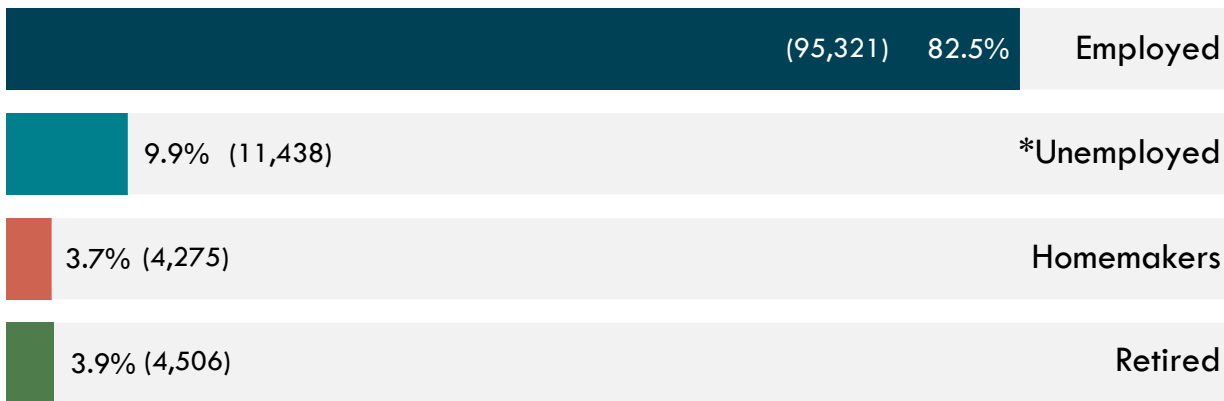 (95,321) 82.5% Employed
9.9% (11,438) *Unemployed
3.7% (4,275) Homemakers
3.9% (4,506) Retired